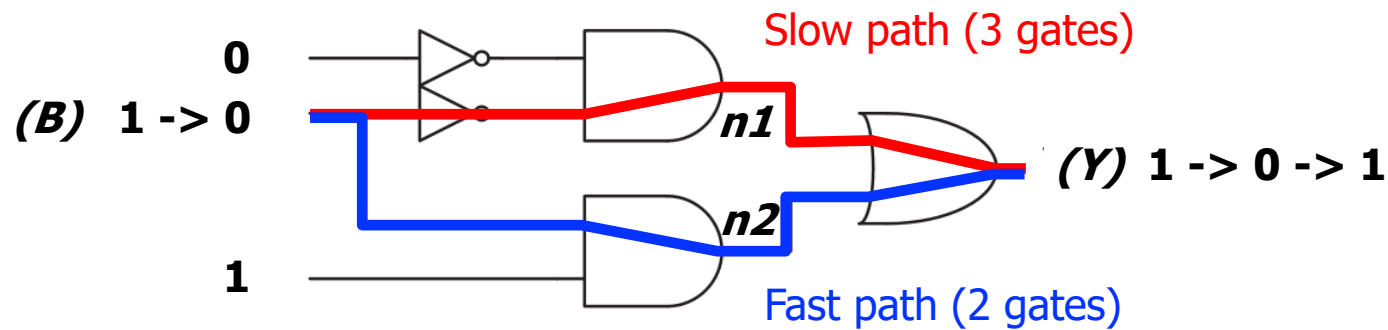 Slow path (3 gates)
0
(B) 1 -> 0
n1
(Y) 1 -> 0 -> 1
n2
1
Fast path (2 gates)